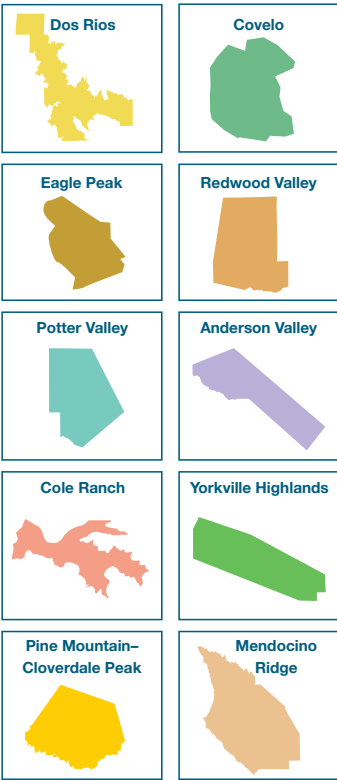 Dos Rios
Covelo
Eagle Peak
Redwood Valley
Potter Valley
Anderson Valley
Cole Ranch
Yorkville Highlands
Pine Mountain–
Cloverdale Peak
Mendocino
Ridge